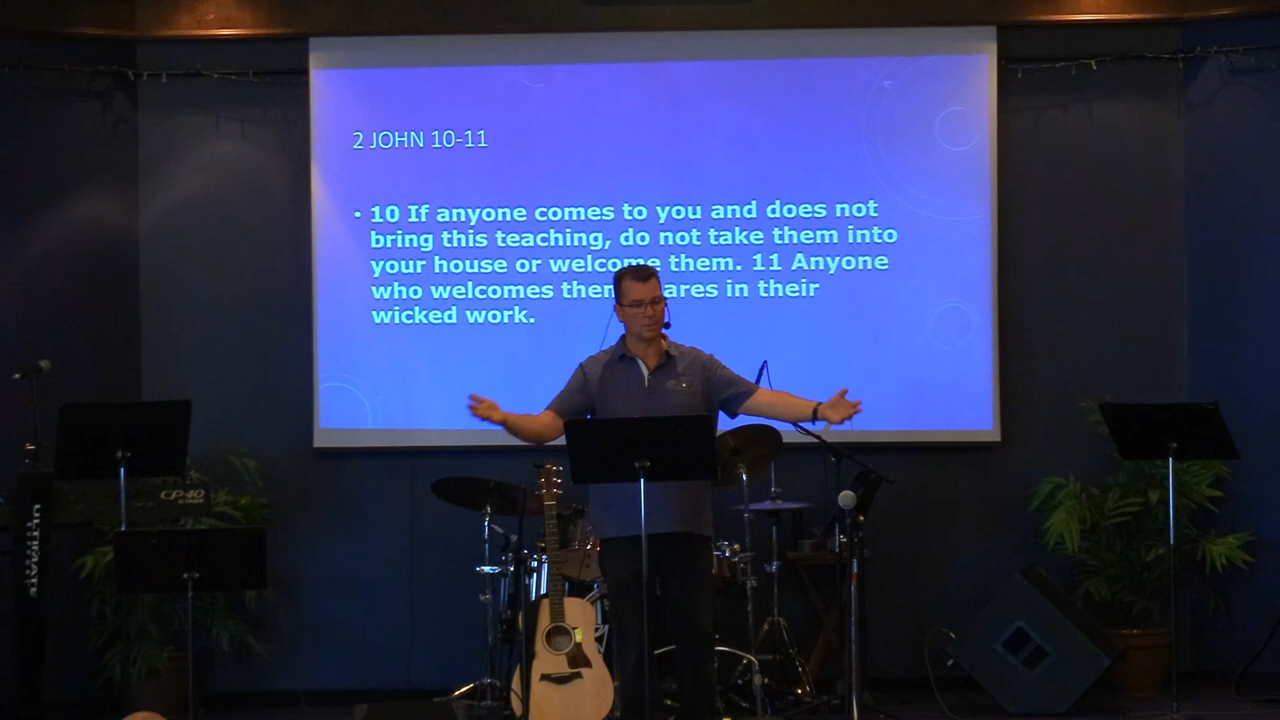 2 JOHN 10-11
• 10 If anyone comes to you and does not
bring this teaching, do not take them into
your house or welcome them. 11 Anyone
who welcomes in their
wicked work.
CP40
ULTIMATE